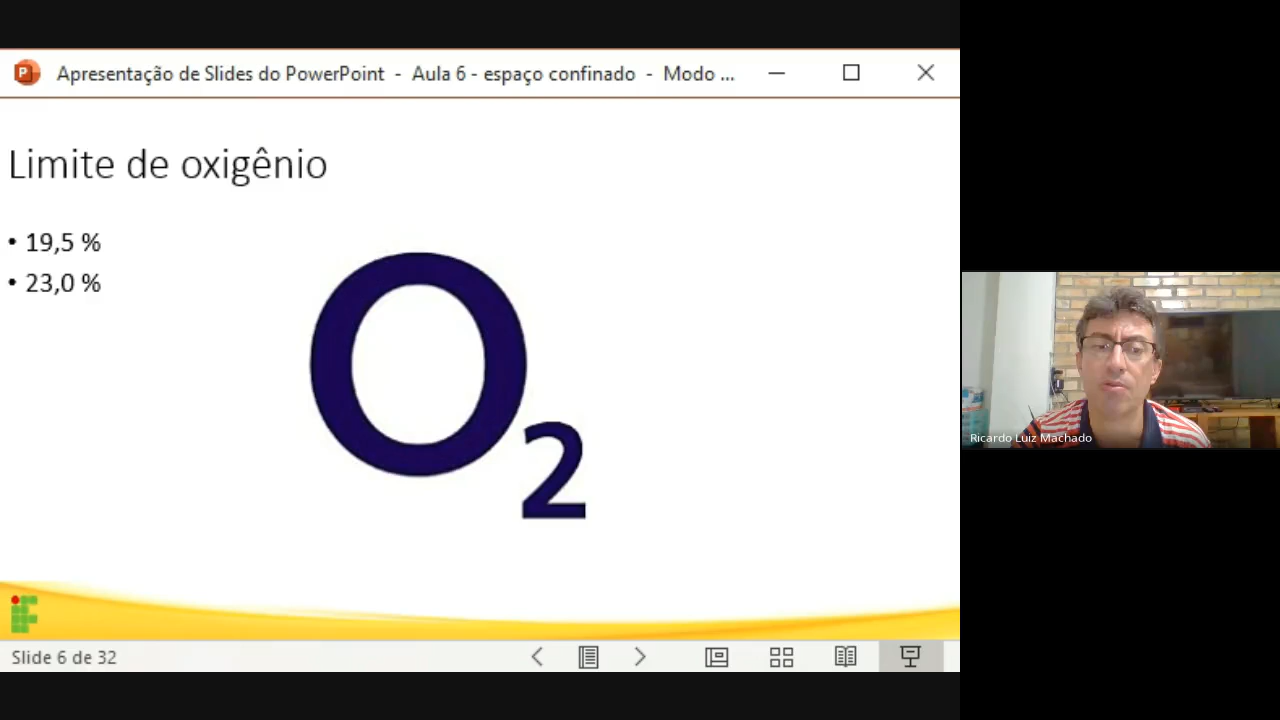 Apresentação de Slides do PowerPoint - Aula 6 - espaço confinado - Modo ...
Limite de oxigênio
• 19,5 %
• 23,0 %
O2
Ricardo Luiz Machado
Slide 6 de 32